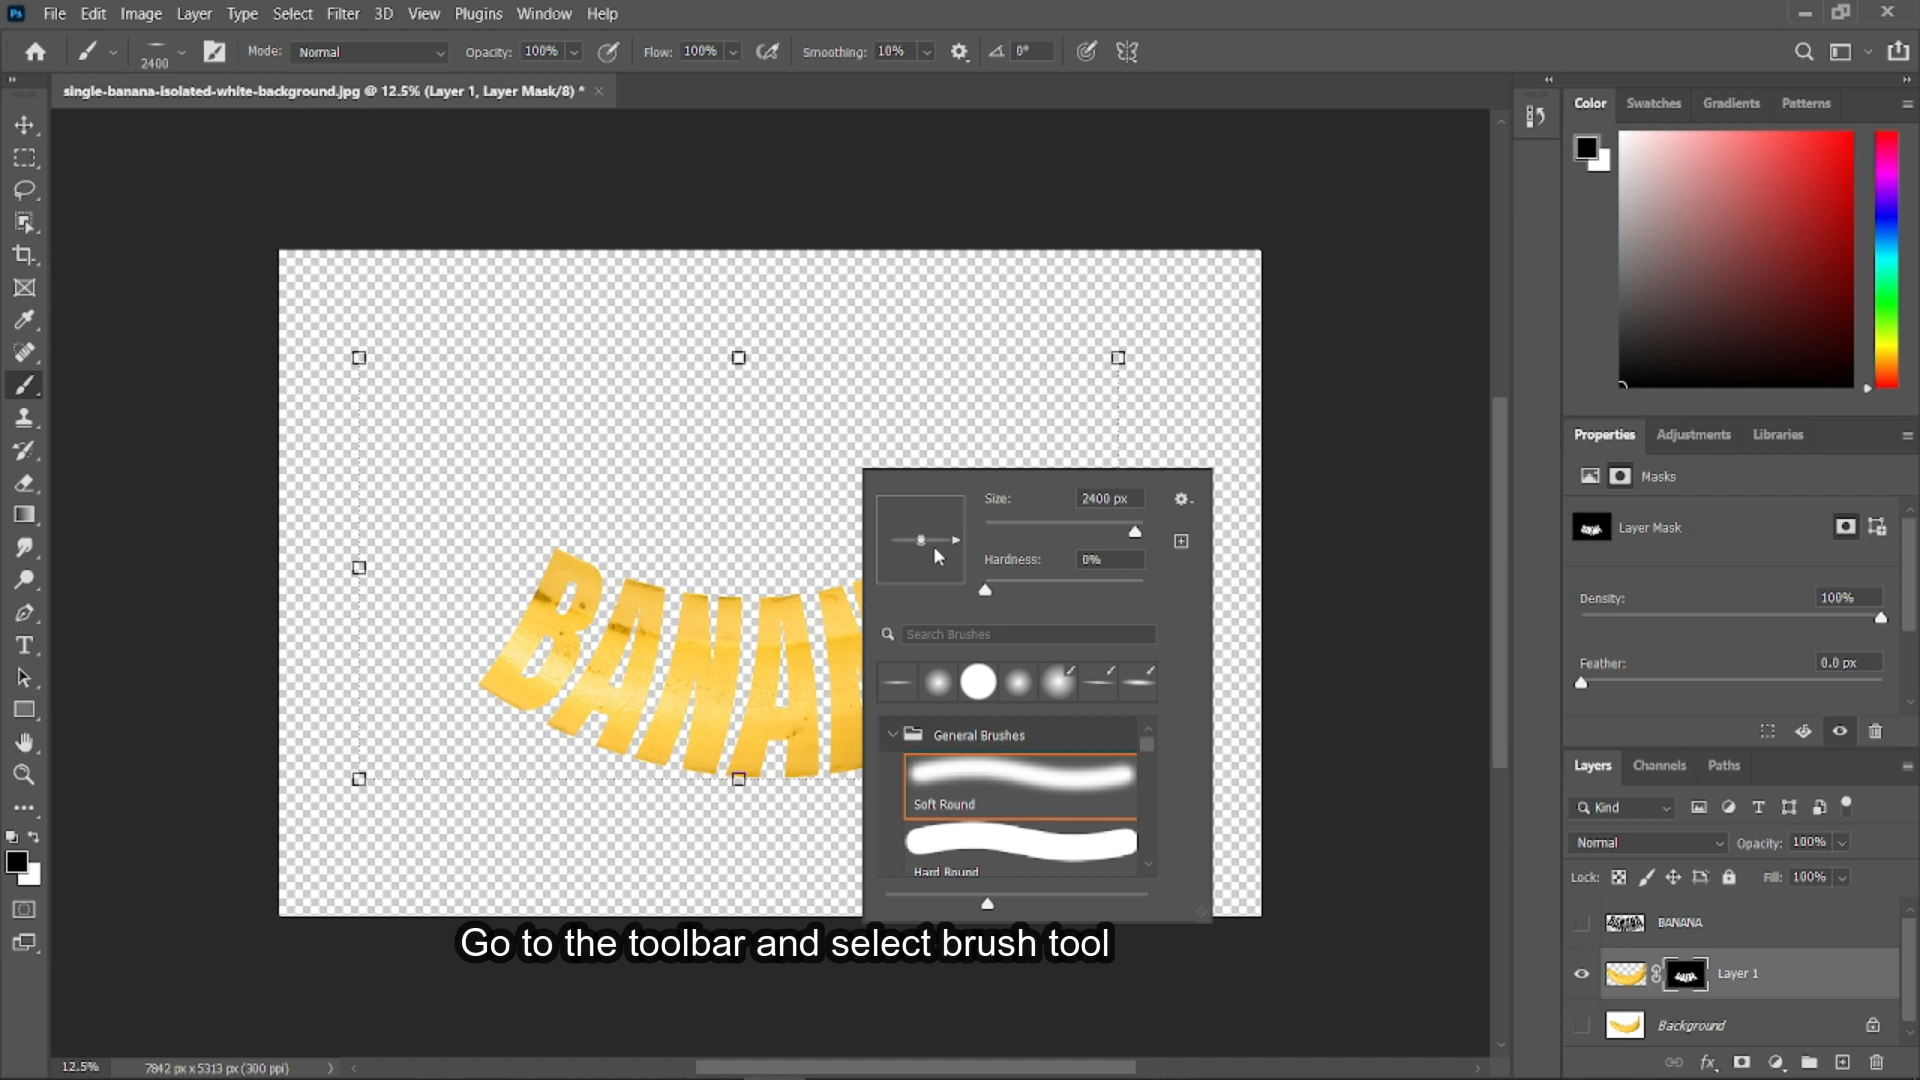 Ps File Edit Image Layer Type Select Filter 3D View Plugins Window Help
2400 Mode: Normal Opacity: 100% Flow: 100% Smoothing: 10% 0°
single-banana-isolated-white-background.jpg @ 12.5% (Layer 1, Layer Mask/8) *
Color Swatches Gradients Patterns
Properties Adjustments Libraries
Masks
Layer Mask
Density: 100%
Feather: 0.0 px
Size: 2400 px
Hardness: 0%
Search Brushes
General Brushes
Soft Round
Hard Round
BANAN
Layers Channels Paths
Kind
Normal Opacity: 100%
Lock: Fill: 100%
BANANA
Layer 1
Background
Go to the toolbar and select brush tool
12.5% 7842 px x 5313 px (300 ppi)